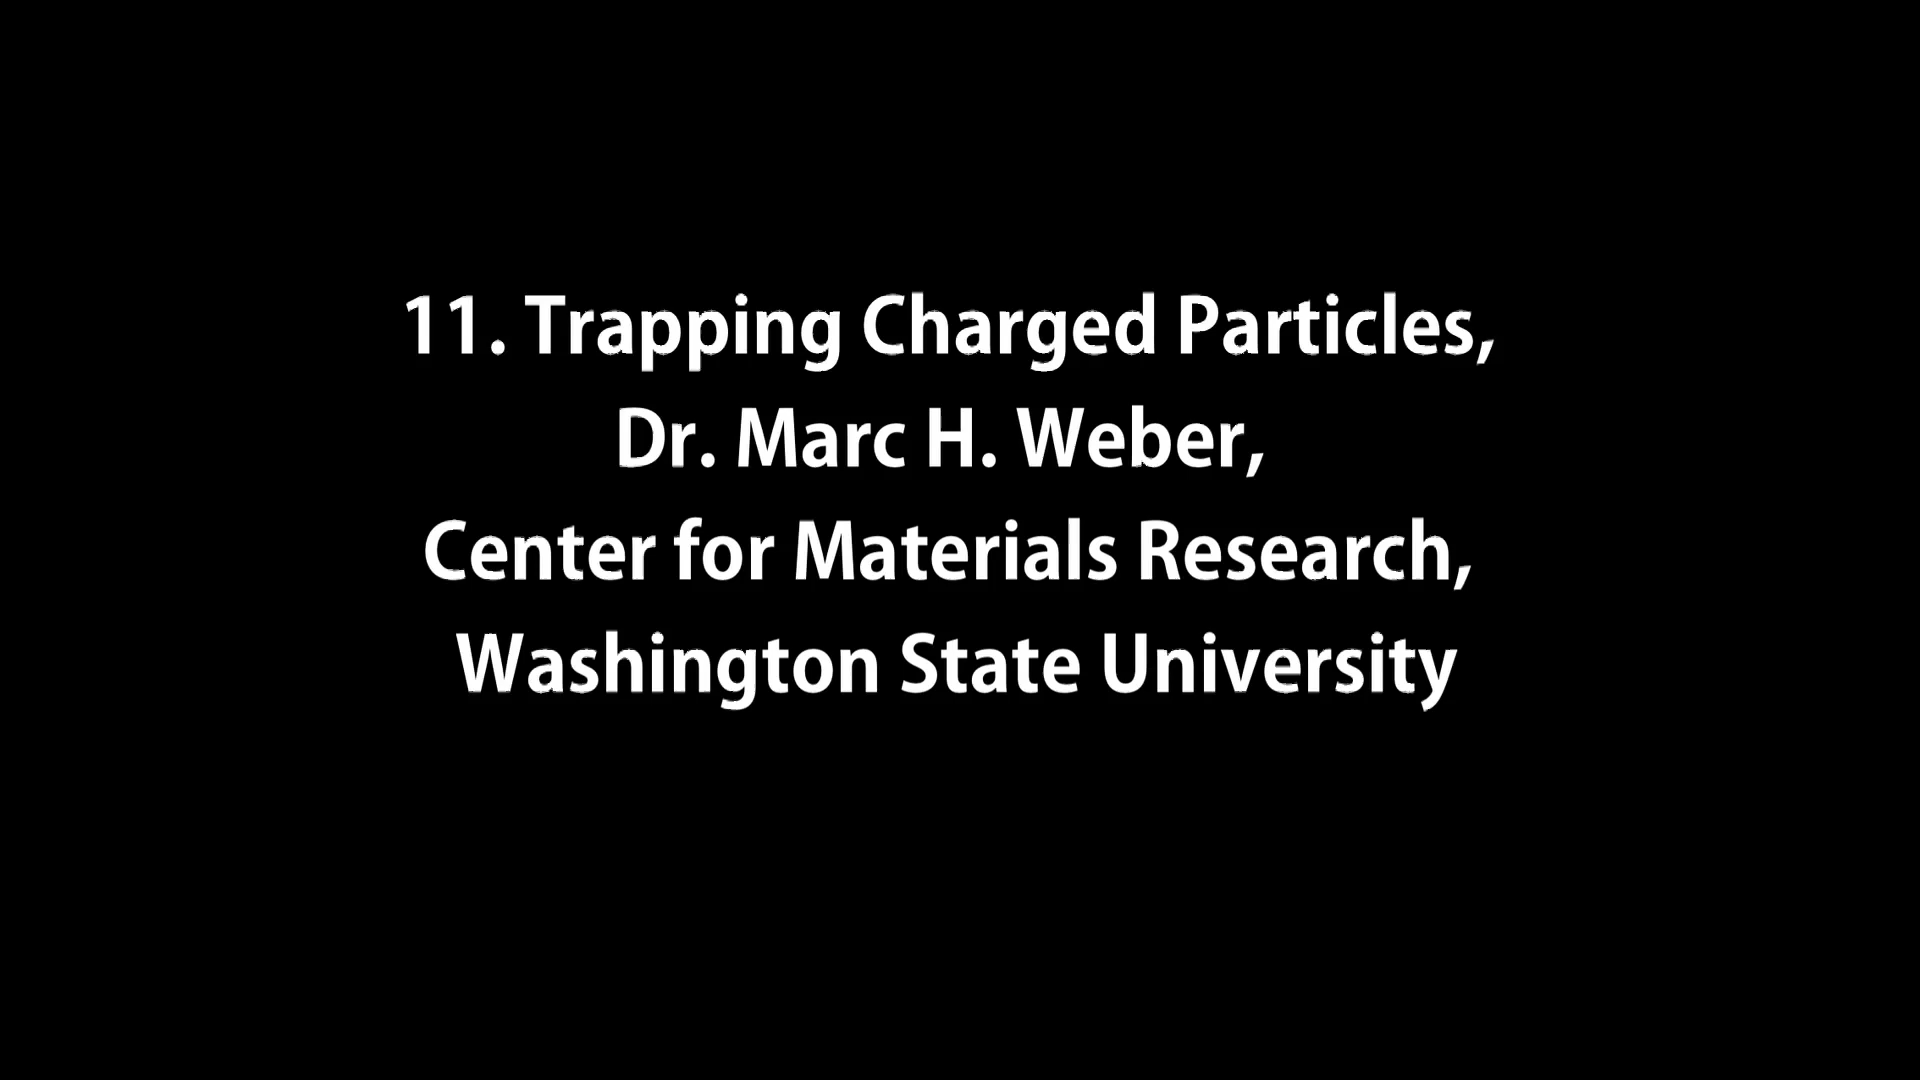 11. Trapping Charged Particles,
Dr. Marc H. Weber,
Center for Materials Research,
Washington State University